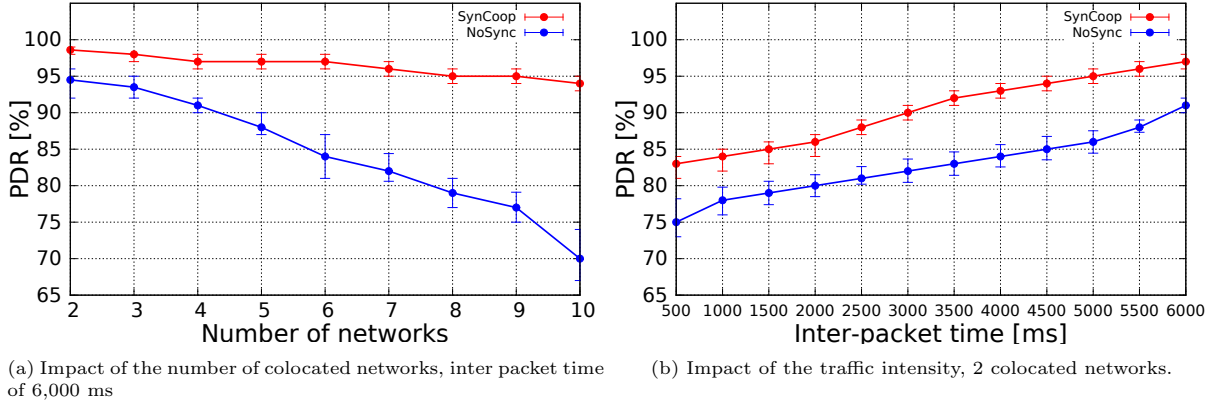 SynCoop
NoSync
PDR [%]
100
95
90
85
80
75
70
65
2 3 4 5 6 7 8 9 10
Number of networks
(a) Impact of the number of colocated networks, inter packet time
of 6,000 ms
SynCoop
NoSync
PDR [%]
100
95
90
85
80
75
70
65
500 1000 1500 2000 2500 3000 3500 4000 4500 5000 5500 6000
Inter-packet time [ms]
(b) Impact of the traffic intensity, 2 colocated networks.